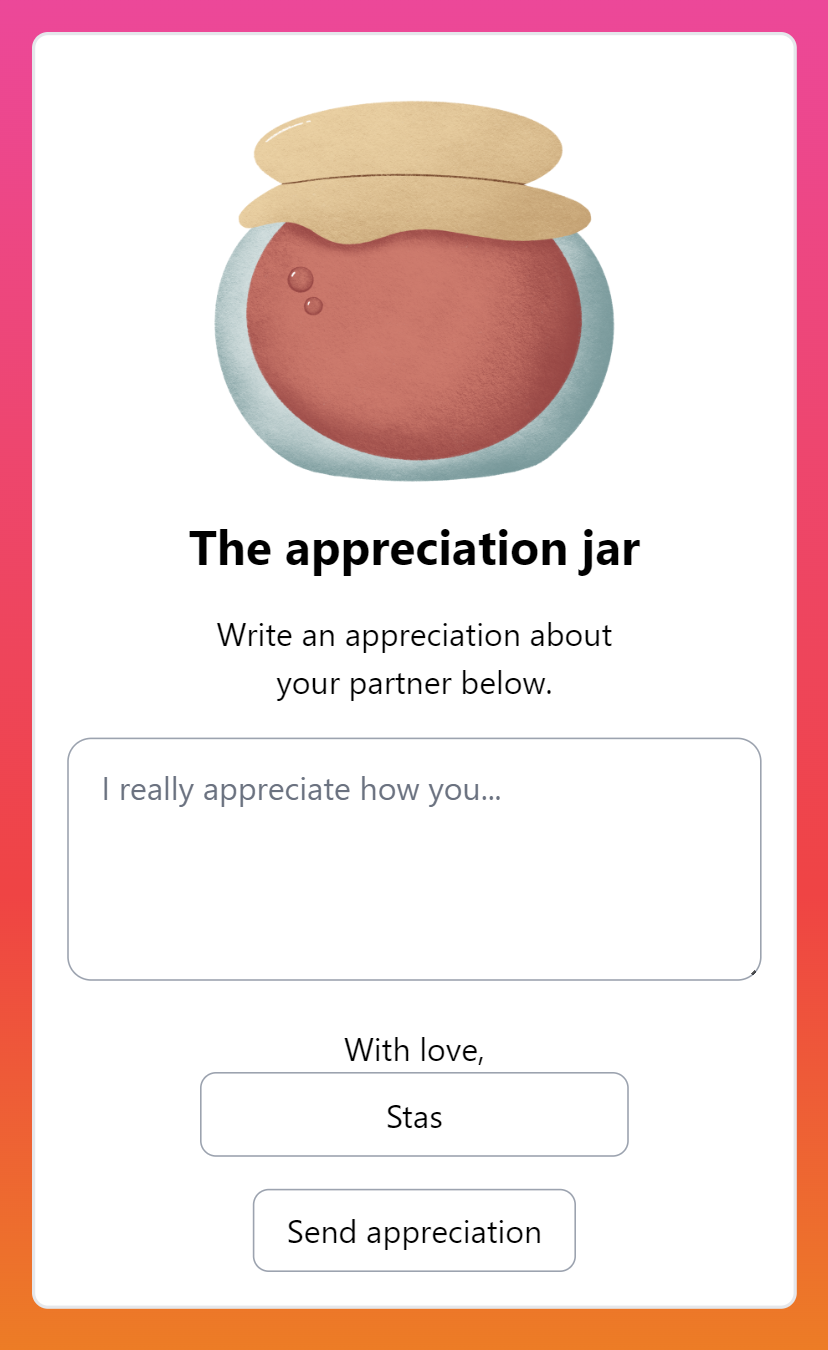 The appreciation jar
Write an appreciation about
your partner below.
I really appreciate how you...
With love,
Stas
Send appreciation